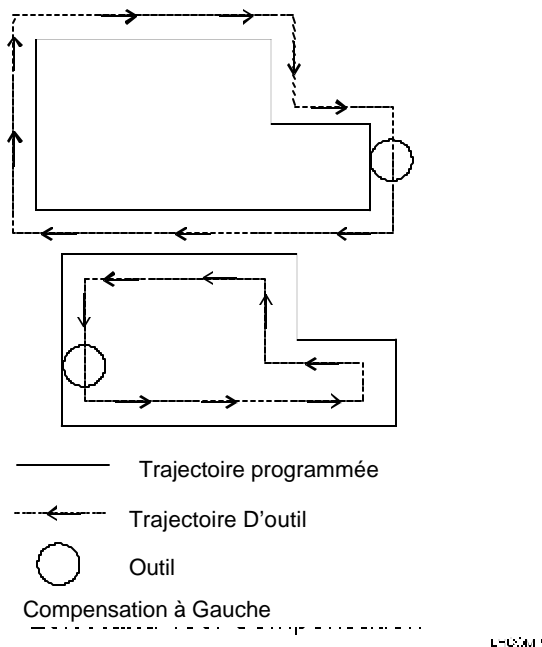 Trajectoire programmée
Trajectoire D'outil
Outil
Compensation à Gauche